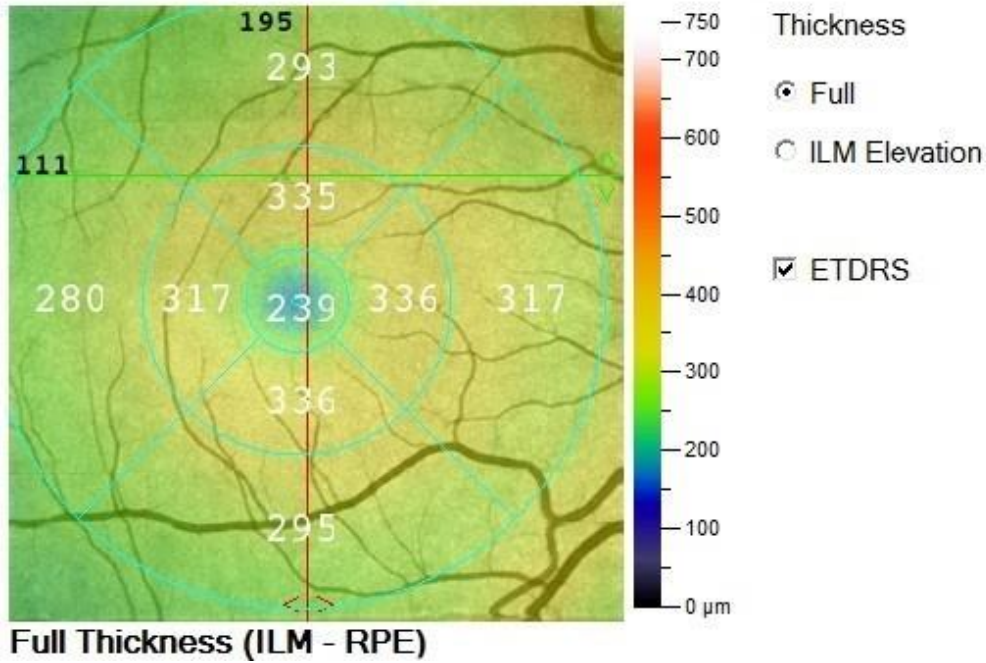 195
293
111
335
280 317 239 336 317
336
295
750
700
600
500
400
300
200
100
0 µm
Thickness
Full
ILM Elevation
ETDRS
Full Thickness (ILM - RPE)